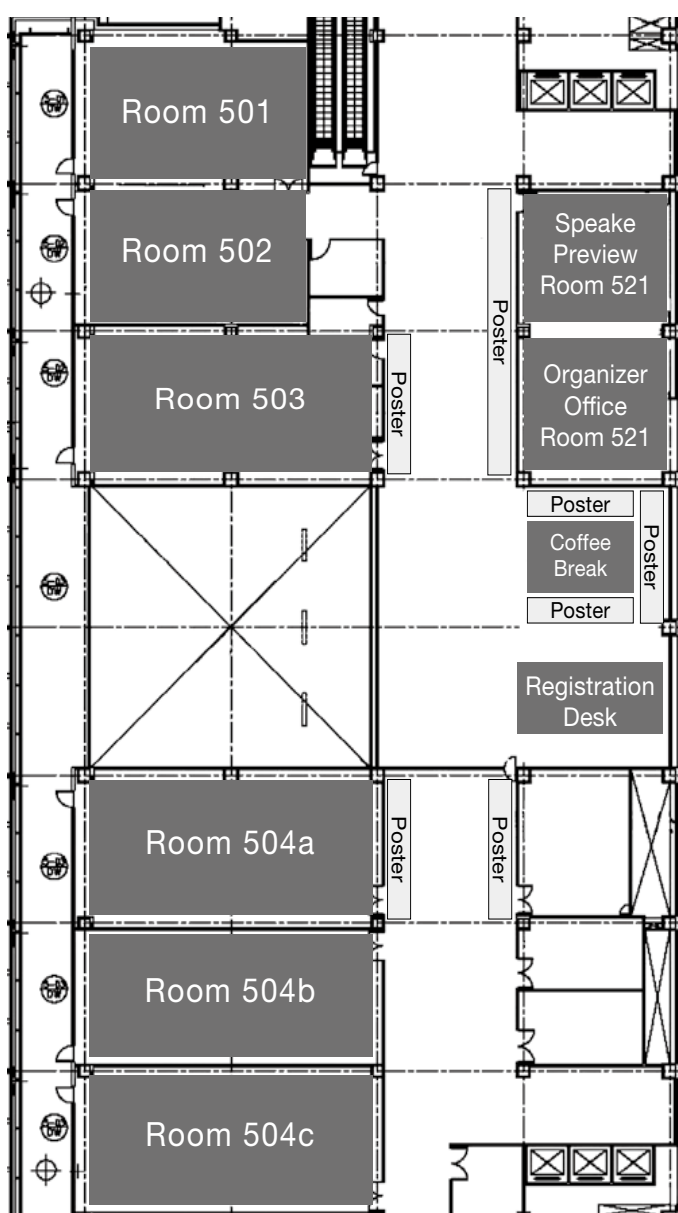 Room 501
Room 502
Speake
Preview
Room 521
Poster
Room 503
Poster
Organizer
Office
Room 521
Poster
Coffee
Break
Poster
Poster
Registration
Desk
Room 504a
Poster
Poster
Room 504b
Room 504c